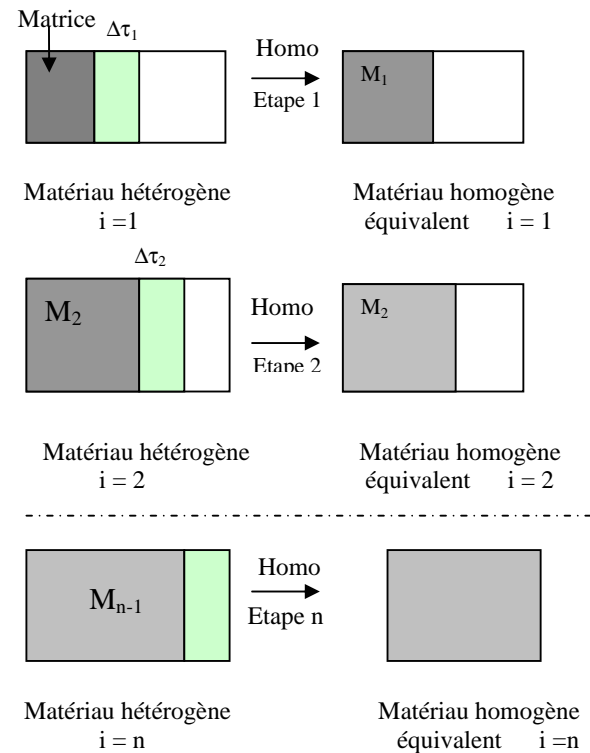 Matrice
Δτ₁
Homo
Etape 1
M₁
Matériau hétérogène
i =1
Matériau homogène
équivalent i = 1
Δτ₂
M₂
Homo
Etape 2
M₂
Matériau hétérogène
i = 2
Matériau homogène
équivalent i = 2
Mₙ₋₁
Homo
Etape n
Matériau hétérogène
i = n
Matériau homogène
équivalent i =n